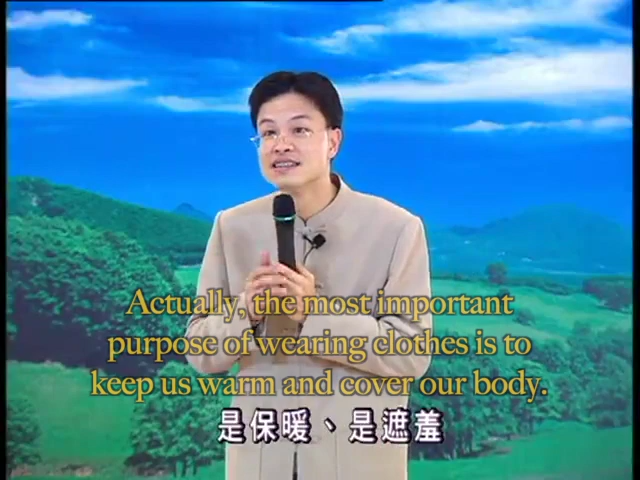 Actually, the most important
purpose of wearing clothes is to
keep us warm and cover our body.
是保暖、是遮羞